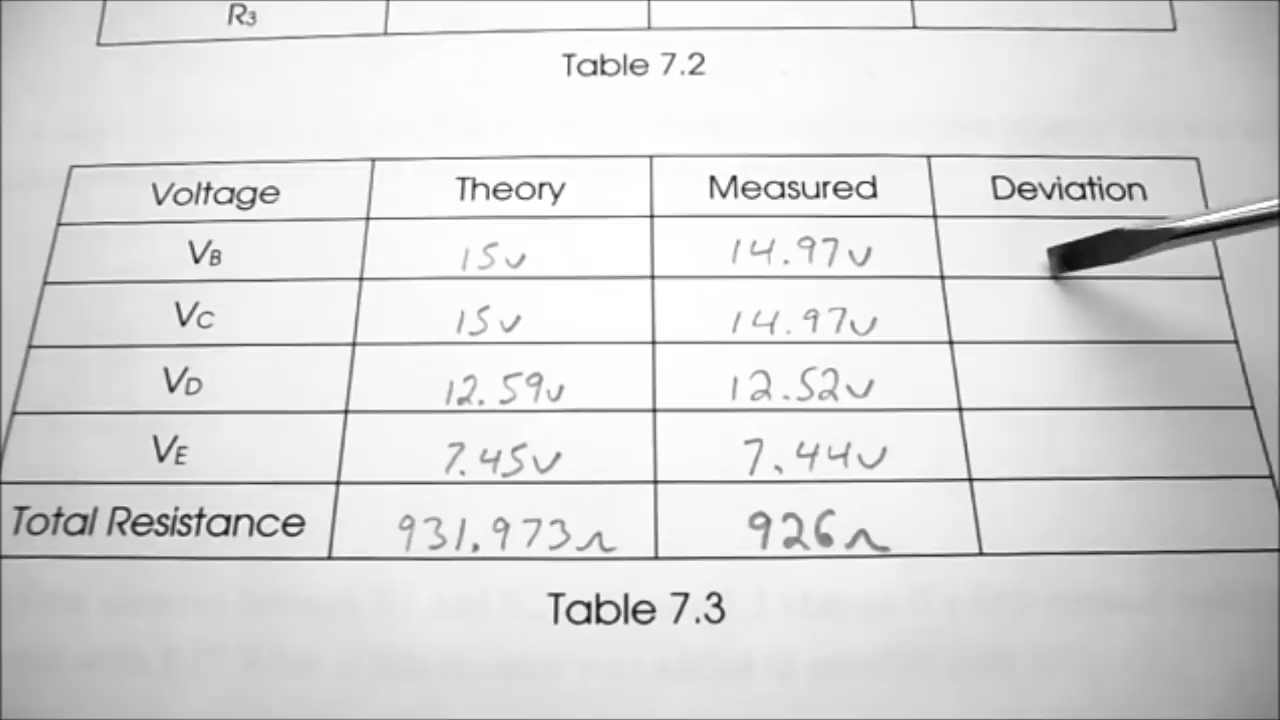 R3
Table 7.2
Voltage Theory Measured Deviation
VB 15v 14.97v
VC 15v 14.97v
VD 12.59v 12.52v
VE 7.45v 7.44v
Total Resistance 931.973Ω 926Ω
Table 7.3